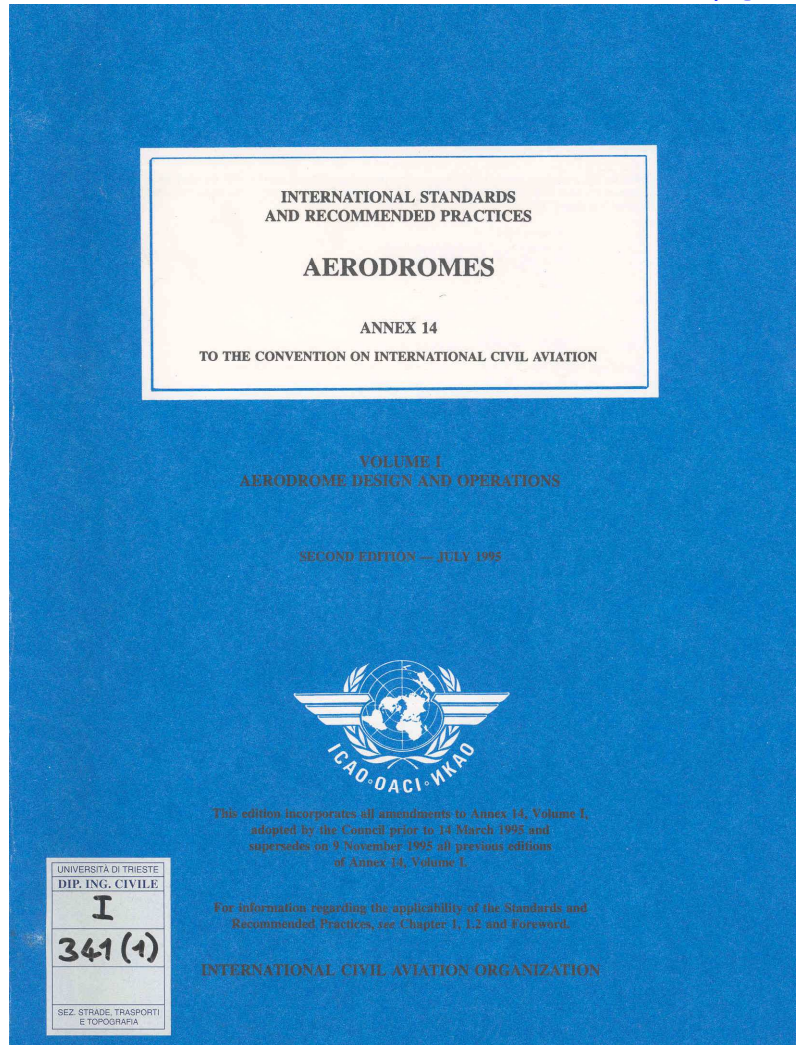 INTERNATIONAL STANDARDS
AND RECOMMENDED PRACTICES
AERODROMES
ANNEX 14
TO THE CONVENTION ON INTERNATIONAL CIVIL AVIATION
VOLUME I
AERODROME DESIGN AND OPERATIONS
SECOND EDITION — JULY 1995
ICAO·OACI·ИКАО
This edition incorporates all amendments to Annex 14, Volume I,
adopted by the Council prior to 14 March 1995 and
supersedes on 9 November 1995 all previous editions
of Annex 14, Volume I.
For information regarding the applicability of the Standards and
Recommended Practices, see Chapter 1, 1.2 and Foreword.
INTERNATIONAL CIVIL AVIATION ORGANIZATION
UNIVERSITÀ DI TRIESTE
DIP. ING. CIVILE
I
341 (1)
SEZ. STRADE, TRASPORTI
E TOPOGRAFIA